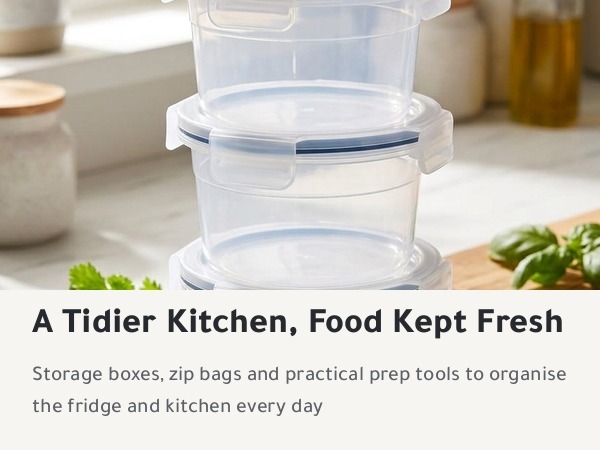 A Tidier Kitchen, Food Kept Fresh
Storage boxes, zip bags and practical prep tools to organise
the fridge and kitchen every day